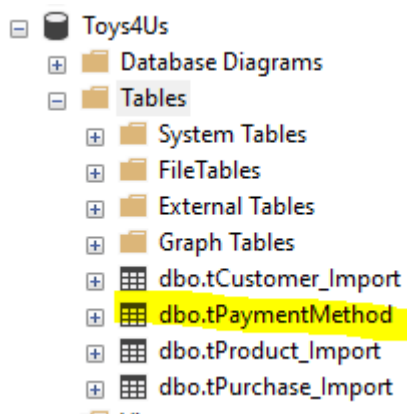 Toys4Us
Database Diagrams
Tables
System Tables
FileTables
External Tables
Graph Tables
dbo.tCustomer_Import
dbo.tPaymentMethod
dbo.tProduct_Import
dbo.tPurchase_Import